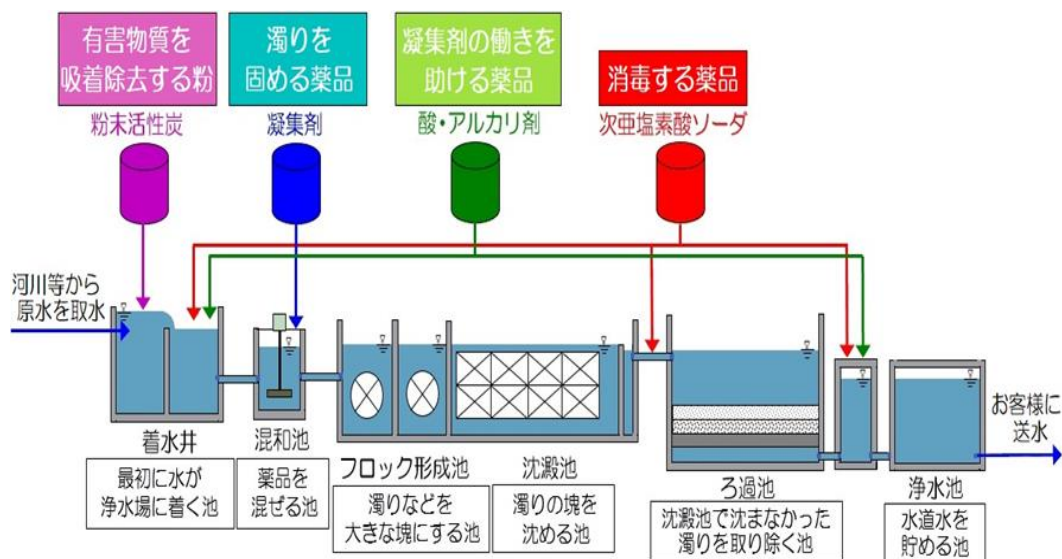 有害物質を
吸着除去する粉
濁りを
固める薬品
凝集剤の働きを
助ける薬品
消毒する薬品
粉末活性炭
凝集剤
酸・アルカリ剤
次亜塩素酸ソーダ
河川等から
原水を取水
お客様に
送水
着水井
最初に水が
浄水場に着く池
混和池
薬品を
混ぜる池
フロック形成池
濁りなどを
大きな塊にする池
沈澱池
濁りの塊を
沈める池
ろ過池
沈澱池で沈まなかった
濁りを取り除く池
浄水池
水道水を
貯める池